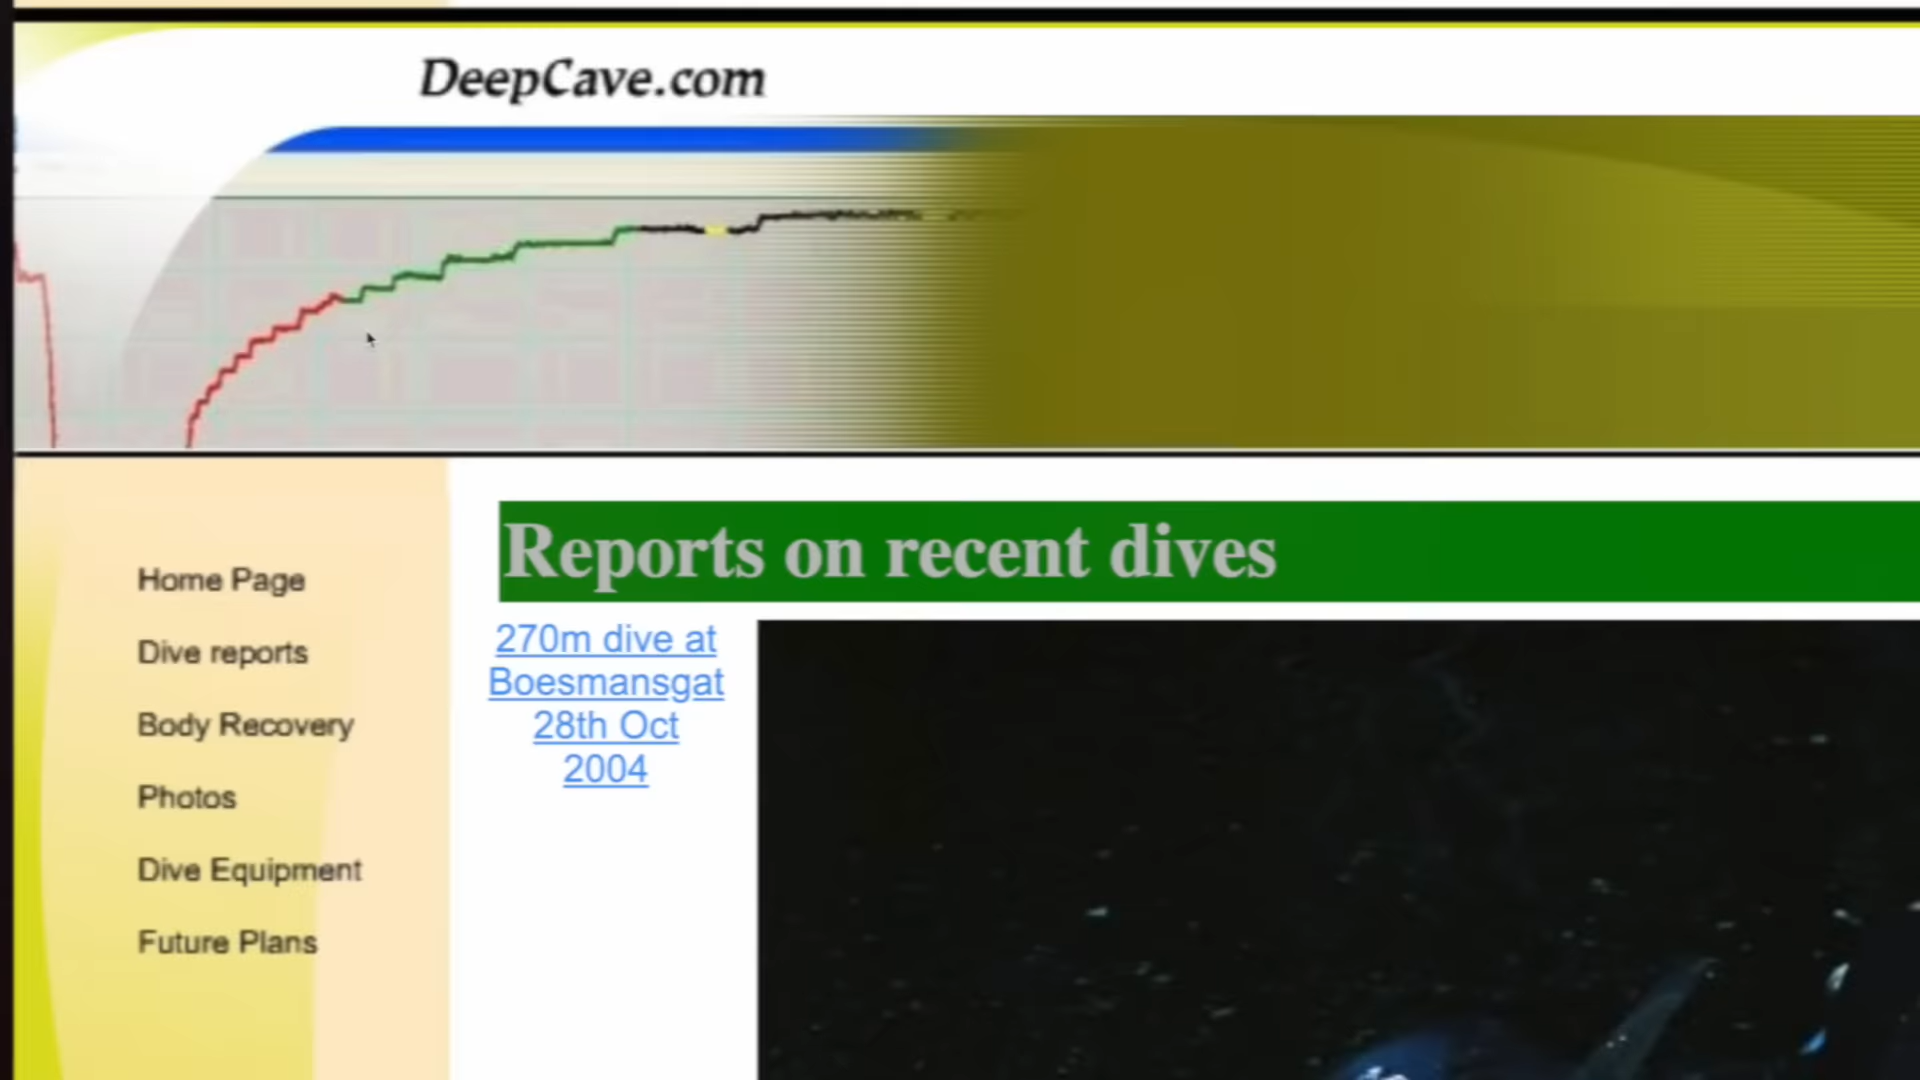 DeepCave.com
Reports on recent dives
Home Page
Dive reports
Body Recovery
Photos
Dive Equipment
Future Plans
270m dive at
Boesmansgat
28th Oct
2004